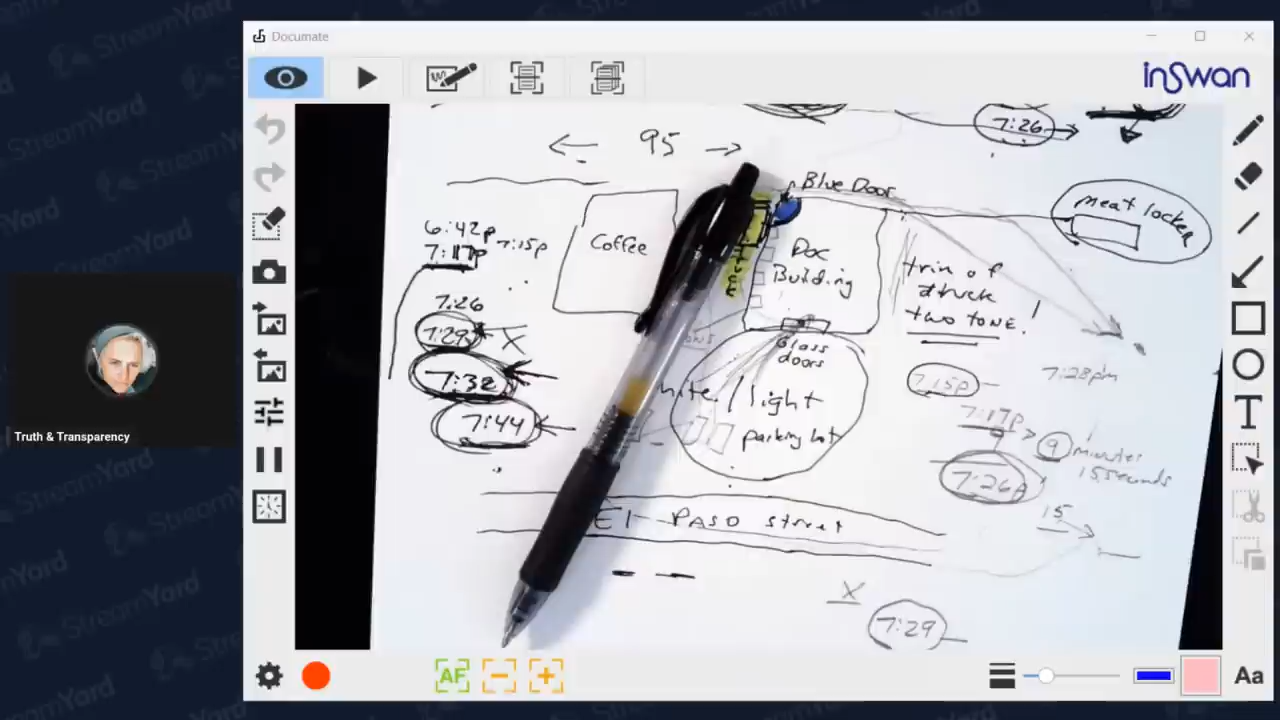 Documate
inSwan
7:26
← 95 →
Blue Door
meat locker
6:42p
7:17p 7:15p
Coffee
Doc
Building
trim of
truck
two tone!
7:26
7:29 X
Glass
doors
7:32
light
7:15p
7:28pm
7:44
parking lot
7:17p
9 minutes
15 seconds
7:26p
15
El Paso street
X
7:29
Truth & Transparency
AF
Aa
StreamYard